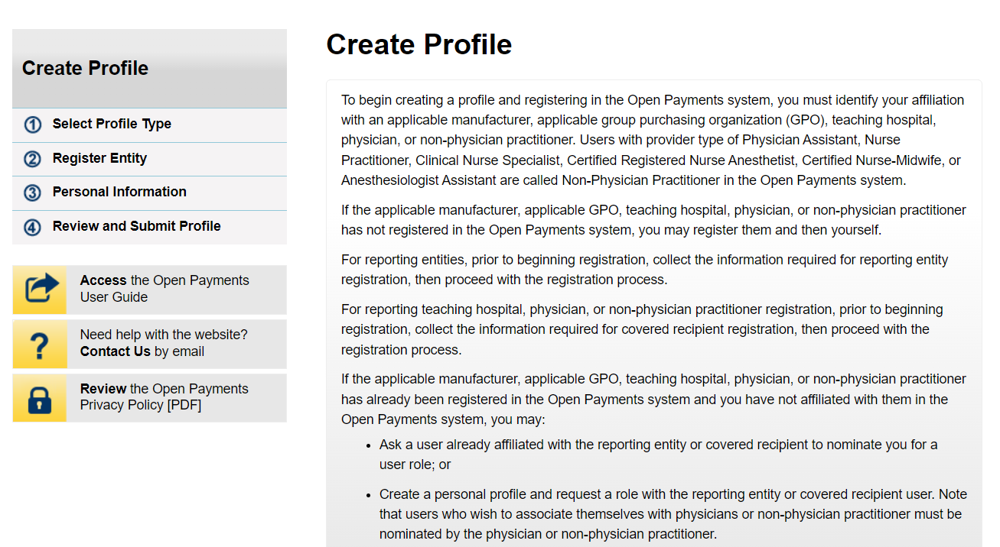 Create Profile
① Select Profile Type
② Register Entity
③ Personal Information
④ Review and Submit Profile
Access the Open Payments
User Guide
?
Need help with the website?
Contact Us by email
Review the Open Payments
Privacy Policy [PDF]
Create Profile
To begin creating a profile and registering in the Open Payments system, you must identify your affiliation
with an applicable manufacturer, applicable group purchasing organization (GPO), teaching hospital,
physician, or non-physician practitioner. Users with provider type of Physician Assistant, Nurse
Practitioner, Clinical Nurse Specialist, Certified Registered Nurse Anesthetist, Certified Nurse-Midwife, or
Anesthesiologist Assistant are called Non-Physician Practitioner in the Open Payments system.
If the applicable manufacturer, applicable GPO, teaching hospital, physician, or non-physician practitioner
has not registered in the Open Payments system, you may register them and then yourself.
For reporting entities, prior to beginning registration, collect the information required for reporting entity
registration, then proceed with the registration process.
For reporting teaching hospital, physician, or non-physician practitioner registration, prior to beginning
registration, collect the information required for covered recipient registration, then proceed with the
registration process.
If the applicable manufacturer, applicable GPO, teaching hospital, physician, or non-physician practitioner
has already been registered in the Open Payments system and you have not affiliated with them in the
Open Payments system, you may:
• Ask a user already affiliated with the reporting entity or covered recipient to nominate you for a
user role; or
• Create a personal profile and request a role with the reporting entity or covered recipient user. Note
that users who wish to associate themselves with physicians or non-physician practitioner must be
nominated by the physician or non-physician practitioner.